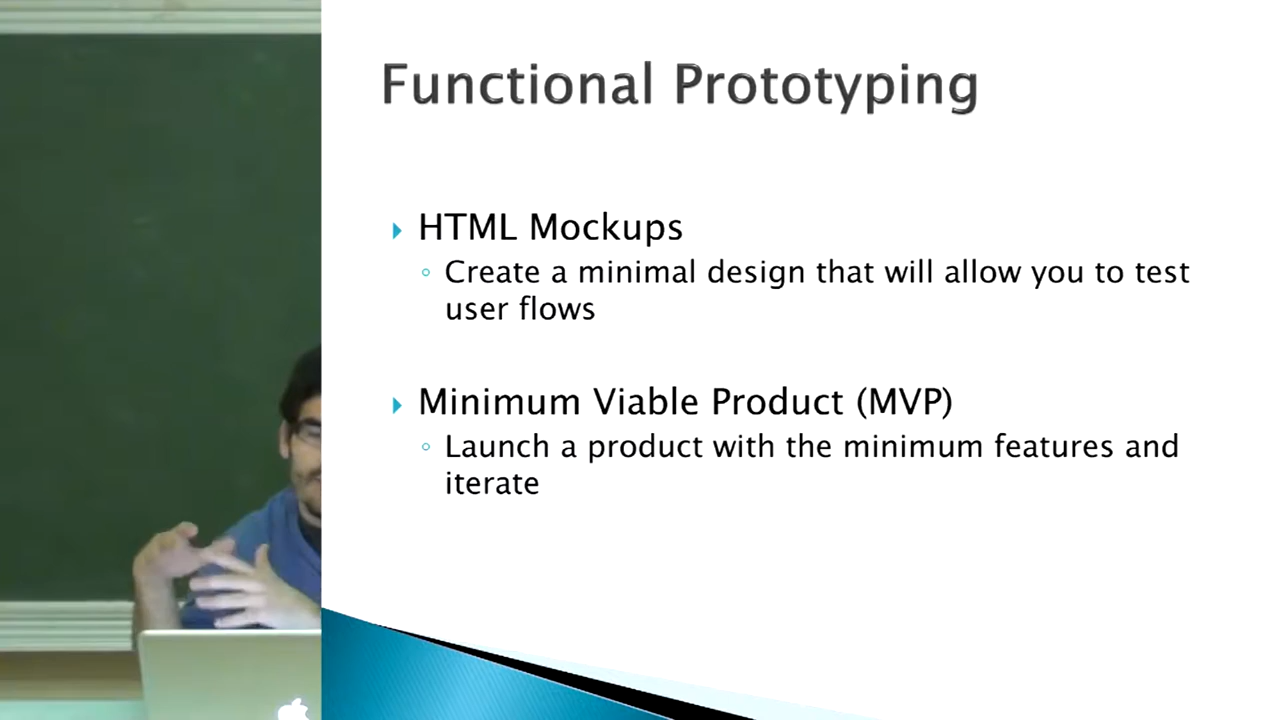 Functional Prototyping
HTML Mockups
Create a minimal design that will allow you to test
user flows
Minimum Viable Product (MVP)
Launch a product with the minimum features and
iterate